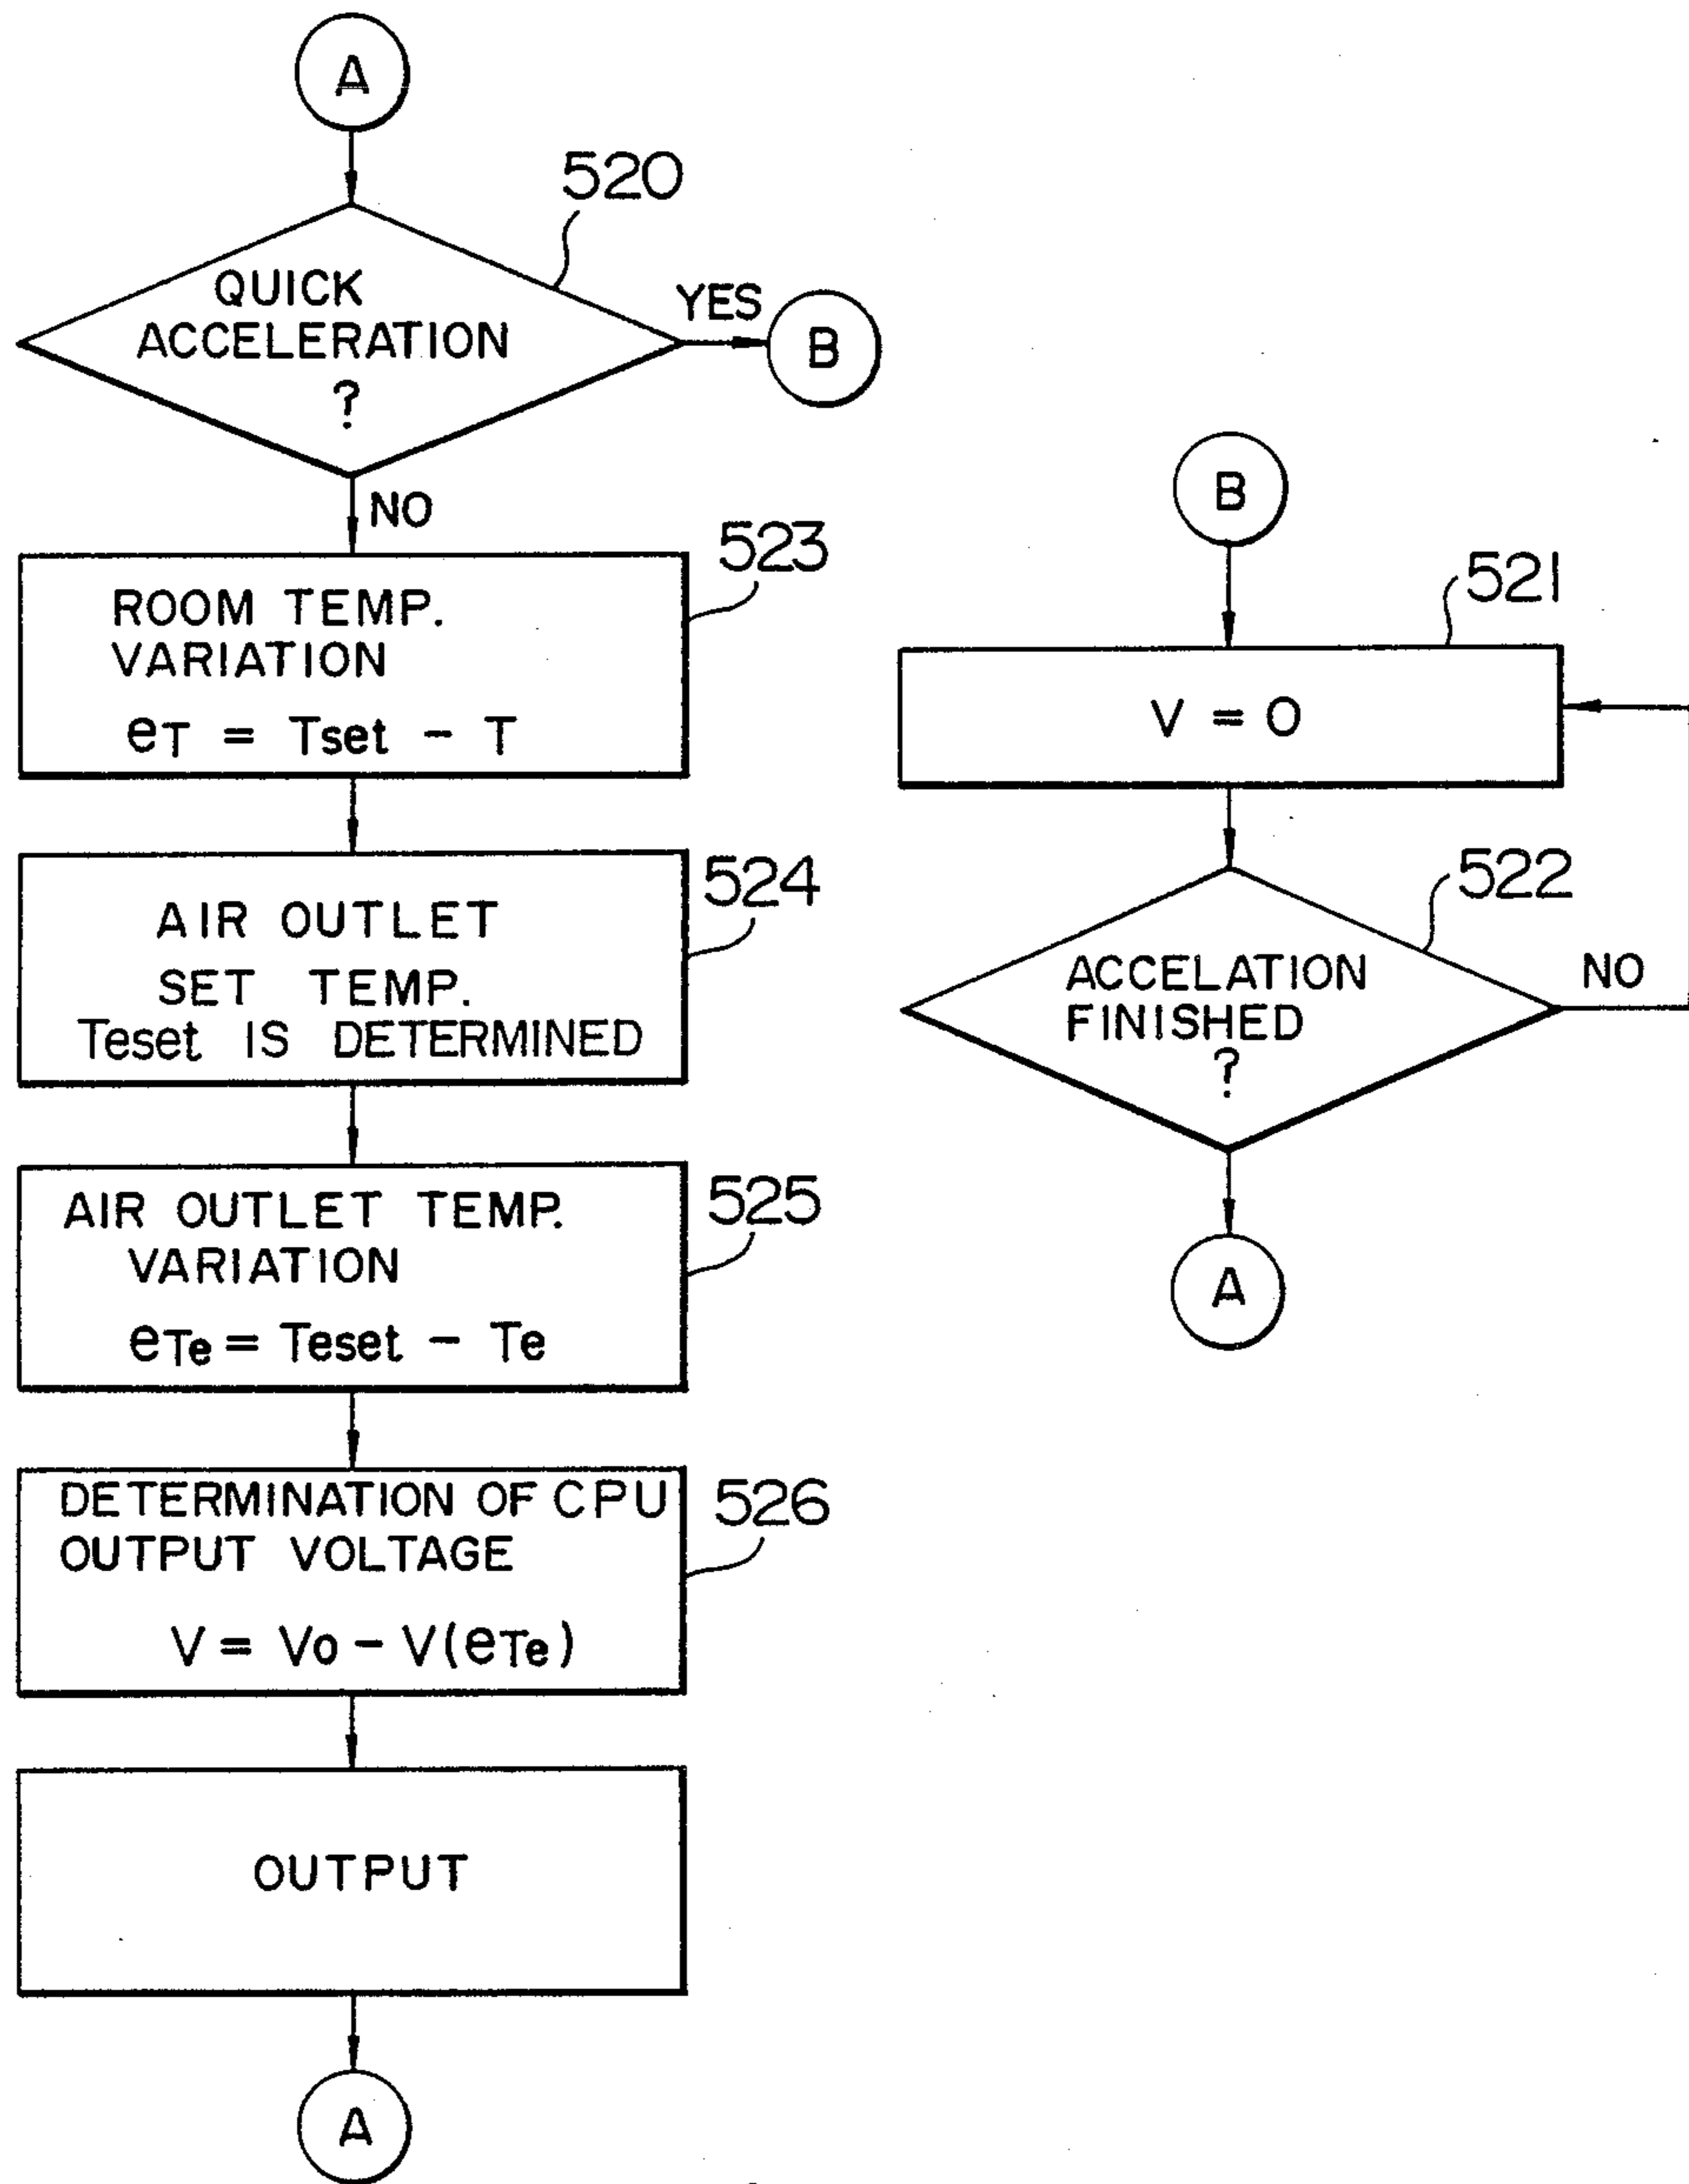 A
520
QUICK
ACCELERATION
?
YES
B
NO
523
ROOM TEMP.
VARIATION
eT = Tset - T
524
AIR OUTLET
SET TEMP.
Teset IS DETERMINED
525
AIR OUTLET TEMP.
VARIATION
eTe = Teset - Te
526
DETERMINATION OF CPU
OUTPUT VOLTAGE
V = Vo - V(eTe)
OUTPUT
A
B
521
V = 0
522
ACCELATION
FINISHED
?
NO
A